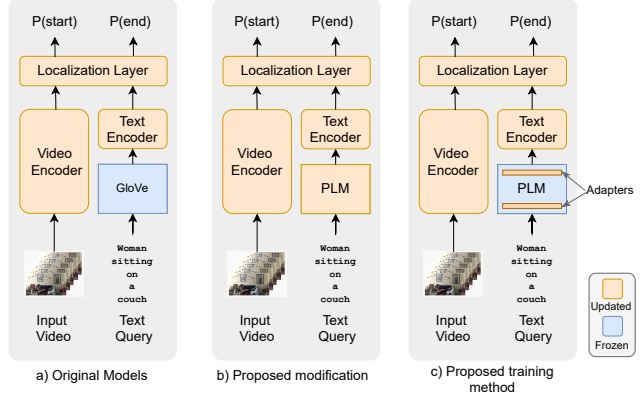 P(start) P(end)
Localization Layer
Video
Encoder
Text
Encoder
GloVe
Woman
sitting
on
a
couch
Input
Video
Text
Query
a) Original Models
P(start) P(end)
Localization Layer
Video
Encoder
Text
Encoder
PLM
Woman
sitting
on
a
couch
Input
Video
Text
Query
b) Proposed modification
P(start) P(end)
Localization Layer
Video
Encoder
Text
Encoder
PLM
Adapters
Woman
sitting
on
a
couch
Input
Video
Text
Query
c) Proposed training
method
Updated
Frozen